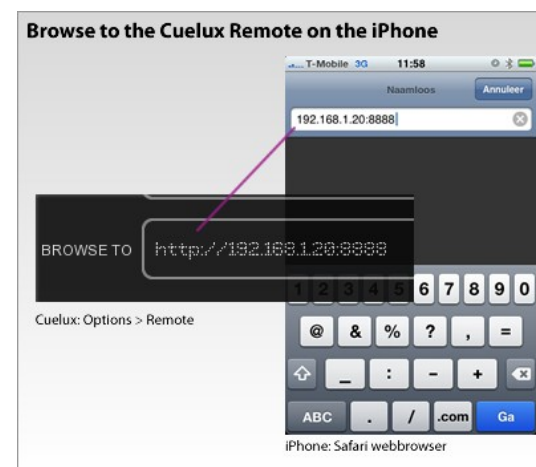 Browse to the Cuelux Remote on the iPhone
T-Mobile 3G 11:58
Naamloos Annuleer
192.168.1.20:8888
BROWSE TO http://192.168.1.20:8888
1 2 3 4 5 6 7 8 9 0
Cuelux: Options > Remote
@ & % ? , =
_ : - +
ABC . / .com Ga
iPhone: Safari webbrowser